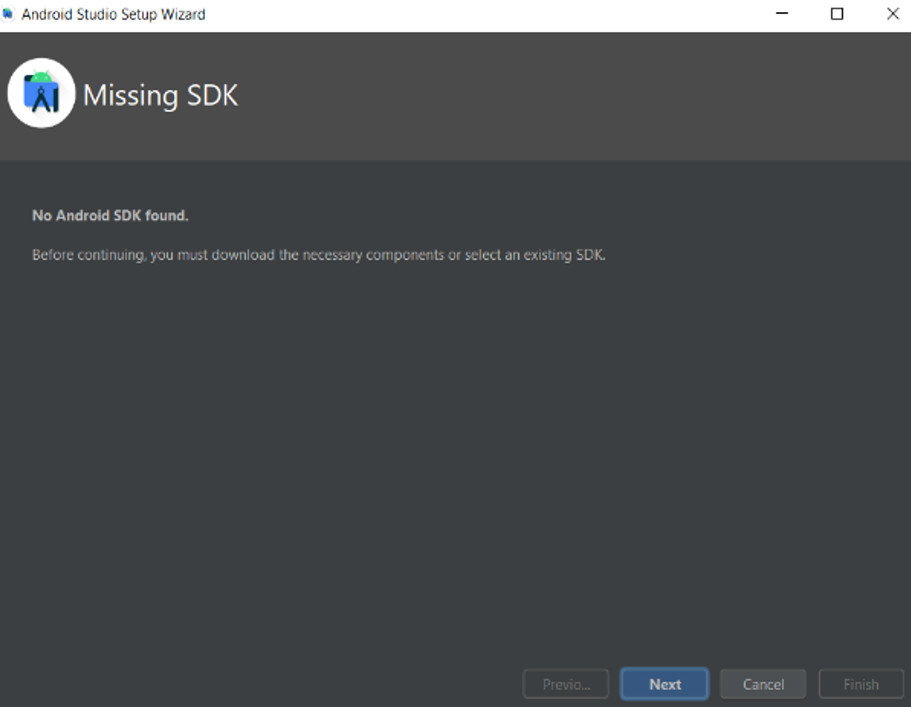 Android Studio Setup Wizard
Missing SDK
No Android SDK found.
Before continuing, you must download the necessary components or select an existing SDK.
Previo... Next Cancel Finish